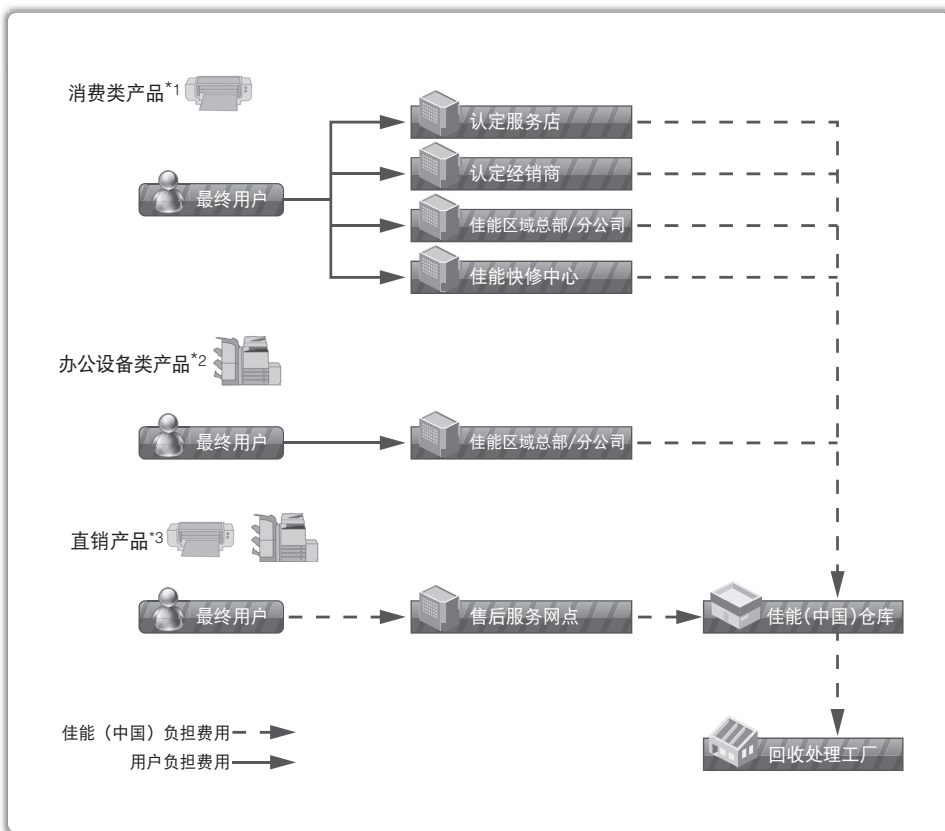 消费类产品*1
认定服务店
认定经销商
最终用户
佳能区域总部/分公司
佳能快修中心
办公设备类产品*2
最终用户
佳能区域总部/分公司
直销产品*3
最终用户
售后服务网点
佳能(中国)仓库
佳能（中国）负担费用
用户负担费用
回收处理工厂